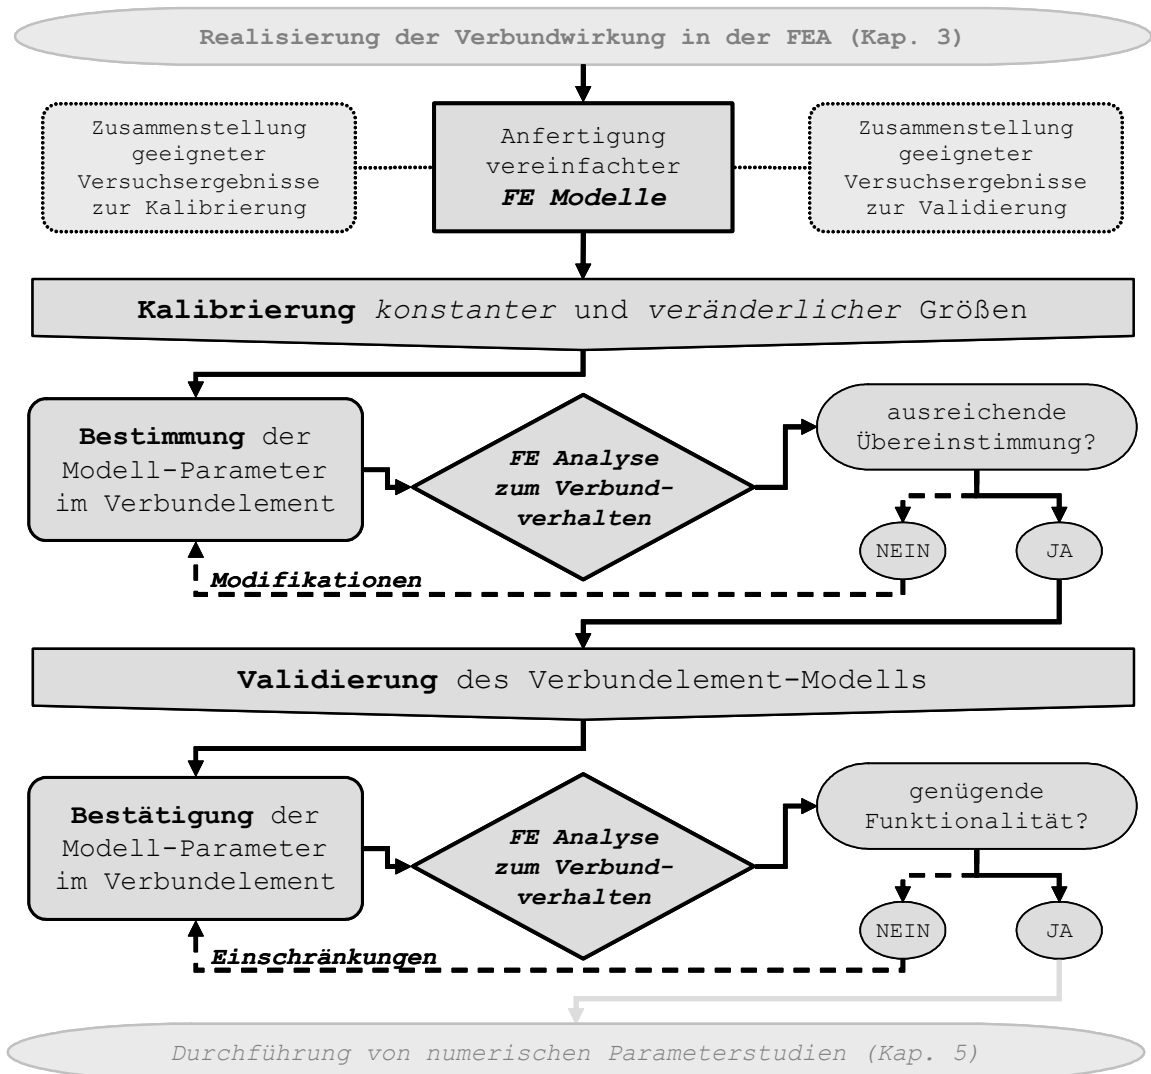 Realisierung der Verbundwirkung in der FEA (Kap. 3)
Zusammenstellung
geeigneter
Versuchsergebnisse
zur Kalibrierung
Anfertigung
vereinfachter
FE Modelle
Zusammenstellung
geeigneter
Versuchsergebnisse
zur Validierung
Kalibrierung konstanter und veränderlicher Größen
Bestimmung der
Modell-Parameter
im Verbundelement
FE Analyse
zum Verbund-
verhalten
ausreichende
Übereinstimmung?
NEIN
JA
Modifikationen
Validierung des Verbundelement-Modells
Bestätigung der
Modell-Parameter
im Verbundelement
FE Analyse
zum Verbund-
verhalten
genügende
Funktionalität?
NEIN
JA
Einschränkungen
Durchführung von numerischen Parameterstudien (Kap. 5)